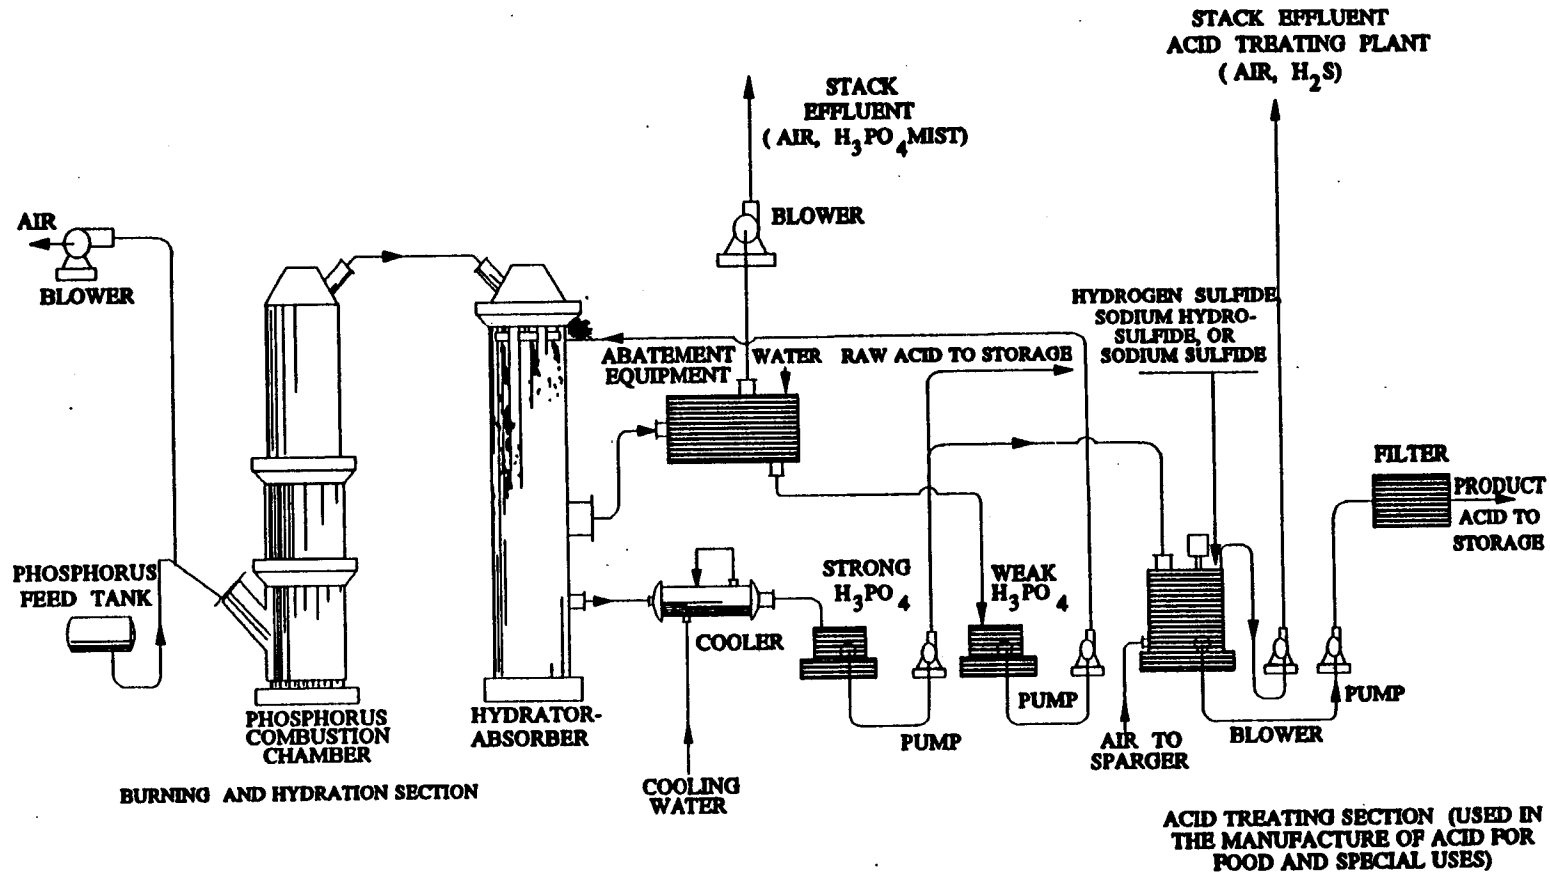 STACK EFFLUENT
ACID TREATING PLANT
( AIR, H2S)
STACK
EFFLUENT
( AIR, H3PO4 MIST)
AIR
BLOWER
BLOWER
HYDROGEN SULFIDE,
SODIUM HYDRO-
SULFIDE, OR
SODIUM SULFIDE
ABATEMENT
EQUIPMENT
WATER
RAW ACID TO STORAGE
FILTER
PRODUCT
ACID TO
STORAGE
PHOSPHORUS
FEED TANK
STRONG
H3PO4
WEAK
H3PO4
COOLER
PHOSPHORUS
COMBUSTION
CHAMBER
HYDRATOR-
ABSORBER
PUMP
PUMP
PUMP
AIR TO
SPARGER
BLOWER
COOLING
WATER
BURNING AND HYDRATION SECTION
ACID TREATING SECTION (USED IN
THE MANUFACTURE OF ACID FOR
FOOD AND SPECIAL USES)